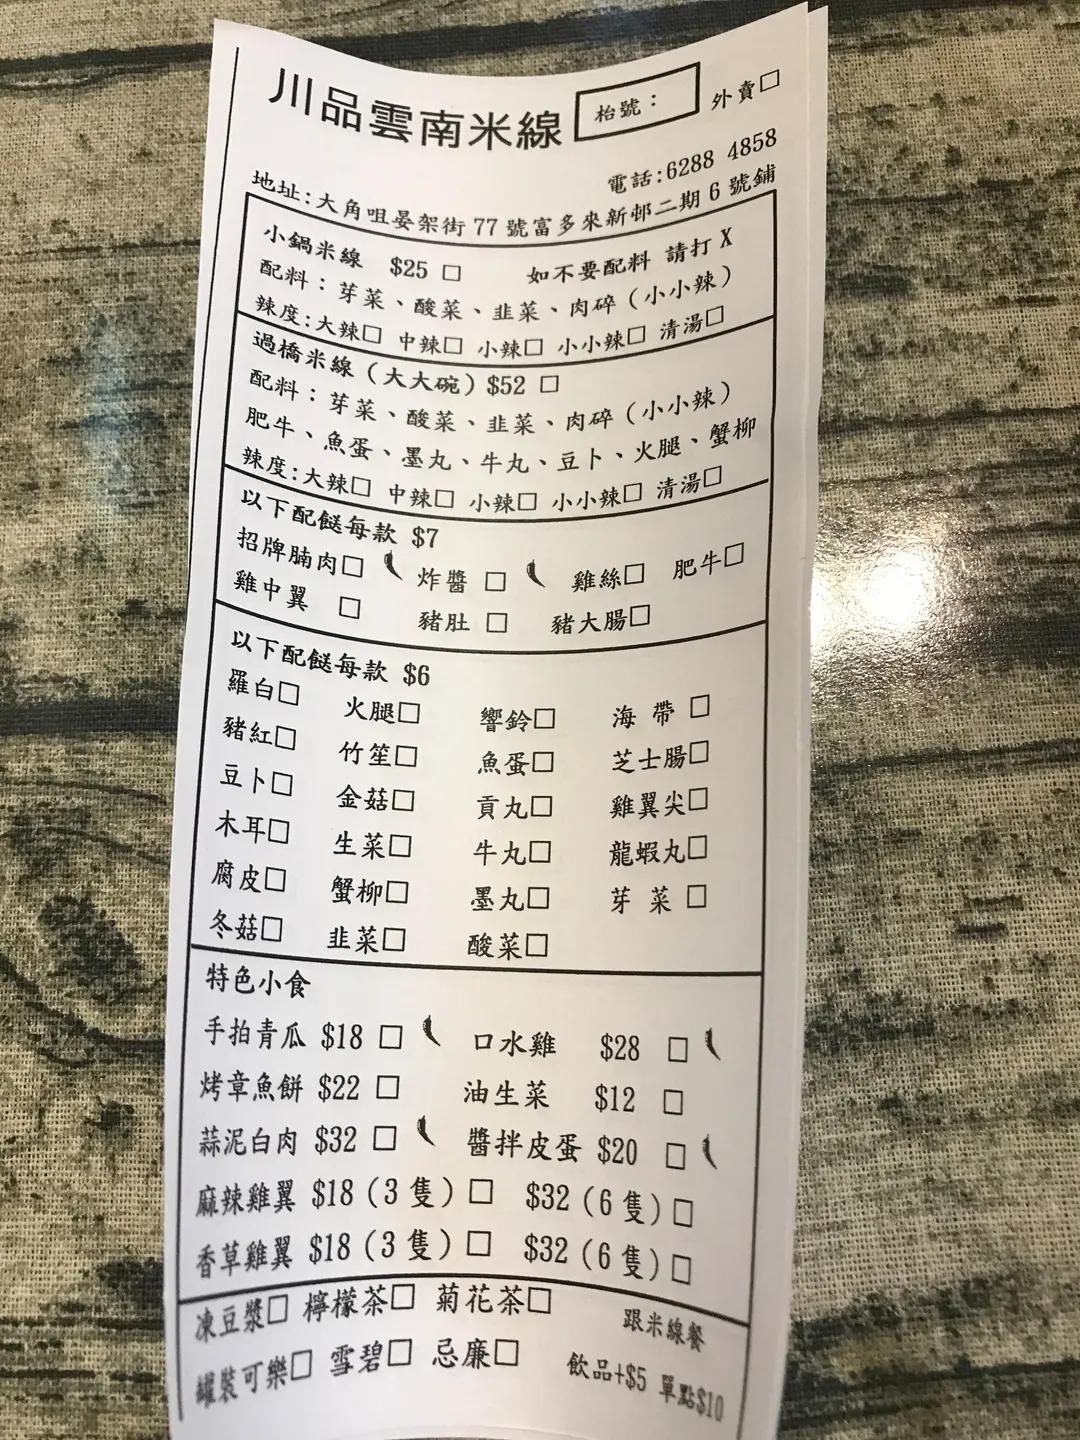 川品雲南米線 枱號： 外賣□
電話:6288 4858
地址:大角咀晏架街 77 號富多來新邨二期 6 號鋪
小鍋米線 $25 □ 如不要配料 請打 X
配料：芽菜、酸菜、韭菜、肉碎（小小辣）
辣度:大辣□ 中辣□ 小辣□ 小小辣□ 清湯□
過橋米線（大大碗）$52 □
配料：芽菜、酸菜、韭菜、肉碎（小小辣）
肥牛、魚蛋、墨丸、牛丸、豆卜、火腿、蟹柳
辣度:大辣□ 中辣□ 小辣□ 小小辣□ 清湯□
以下配餸每款 $7
招牌腩肉□ 炸醬 □ 雞絲□ 肥牛□
雞中翼 □ 豬肚 □ 豬大腸□
以下配餸每款 $6
羅白□ 火腿□ 響鈴□ 海 帶 □
豬紅□ 竹笙□ 魚蛋□ 芝士腸□
豆卜□ 金菇□ 貢丸□ 雞翼尖□
木耳□ 生菜□ 牛丸□ 龍蝦丸□
腐皮□ 蟹柳□ 墨丸□ 芽 菜 □
冬菇□ 韭菜□ 酸菜□
特色小食
手拍青瓜 $18 □ 口水雞 $28 □
烤章魚餅 $22 □ 油生菜 $12 □
蒜泥白肉 $32 □ 醬拌皮蛋 $20 □
麻辣雞翼 $18（3 隻）□ $32（6 隻）□
香草雞翼 $18（3 隻）□ $32（6 隻）□
凍豆漿□ 檸檬茶□ 菊花茶□ 跟米線餐
罐裝可樂□ 雪碧□ 忌廉□ 飲品+$5 單點$10